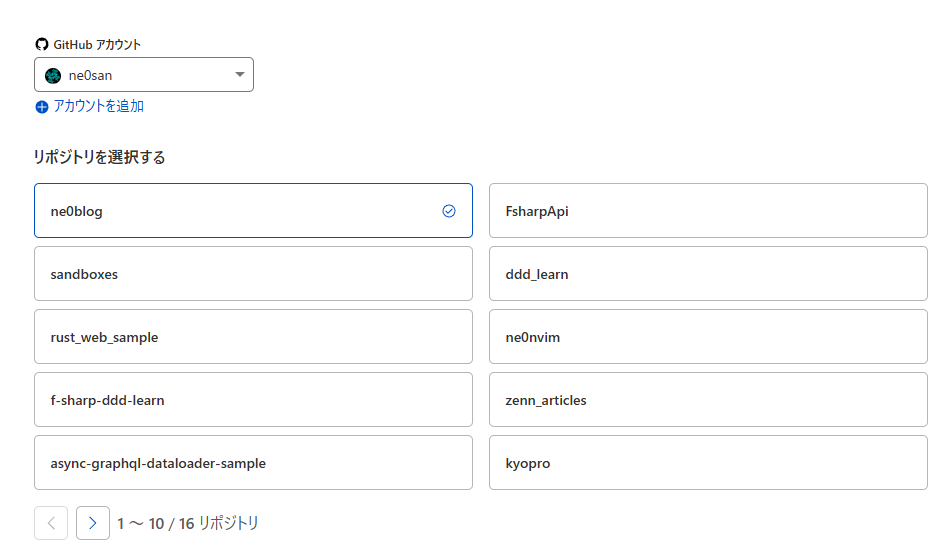 GitHub アカウント
ne0san
アカウントを追加
リポジトリを選択する
ne0blog
FsharpApi
sandboxes
ddd_learn
rust_web_sample
ne0nvim
f-sharp-ddd-learn
zenn_articles
async-graphql-dataloader-sample
kyopro
1 ～ 10 / 16 リポジトリ